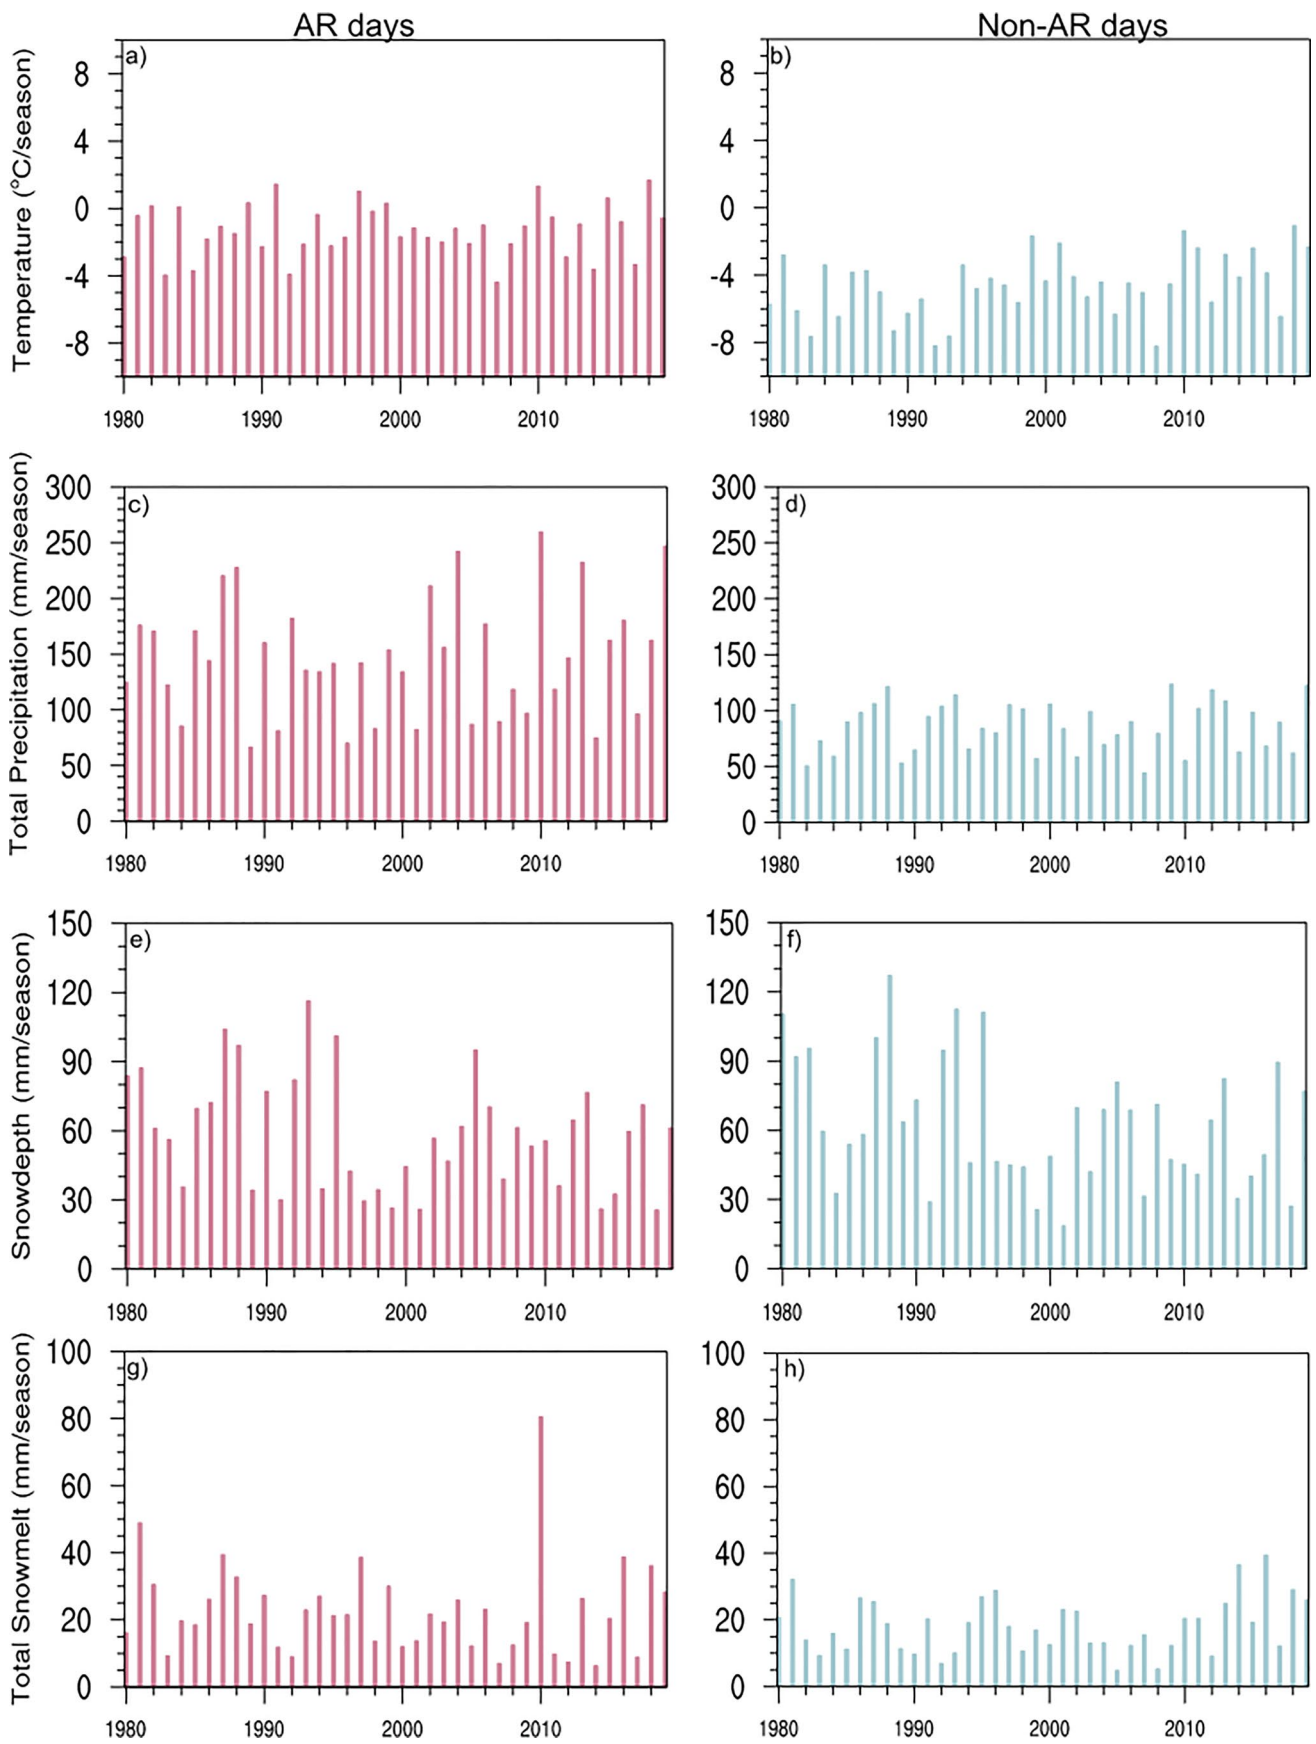 AR days
Non-AR days
Temperature (°C/season)
a)
8
4
0
-4
-8
1980 1990 2000 2010
b)
8
4
0
-4
-8
1980 1990 2000 2010
Total Precipitation (mm/season)
c)
300
250
200
150
100
50
0
1980 1990 2000 2010
d)
300
250
200
150
100
50
0
1980 1990 2000 2010
Snowdepth (mm/season)
e)
150
120
90
60
30
0
1980 1990 2000 2010
f)
150
120
90
60
30
0
1980 1990 2000 2010
Total Snowmelt (mm/season)
g)
100
80
60
40
20
0
1980 1990 2000 2010
h)
100
80
60
40
20
0
1980 1990 2000 2010